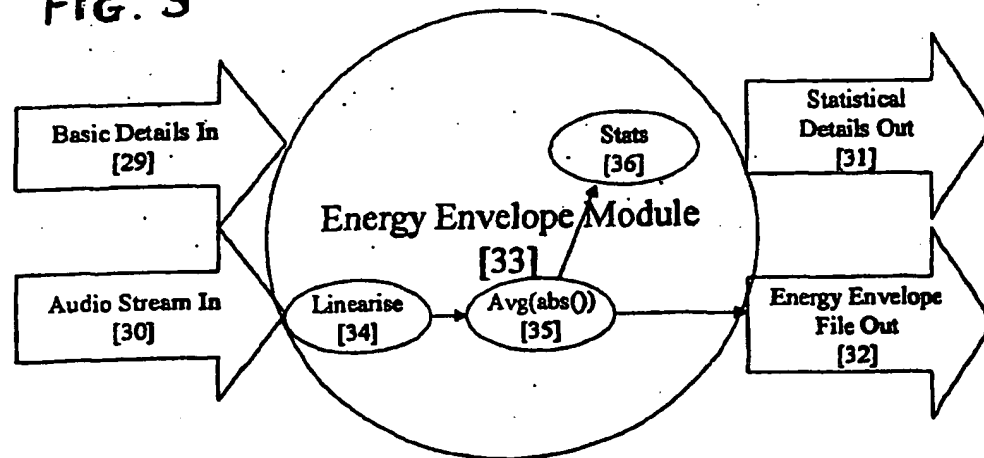 FIG. 3
Basic Details In
[29]
Statistical
Details Out
[31]
Stats
[36]
Energy Envelope Module
[33]
Audio Stream In
[30]
Linearise
[34]
Avg(abs())
[35]
Energy Envelope
File Out
[32]